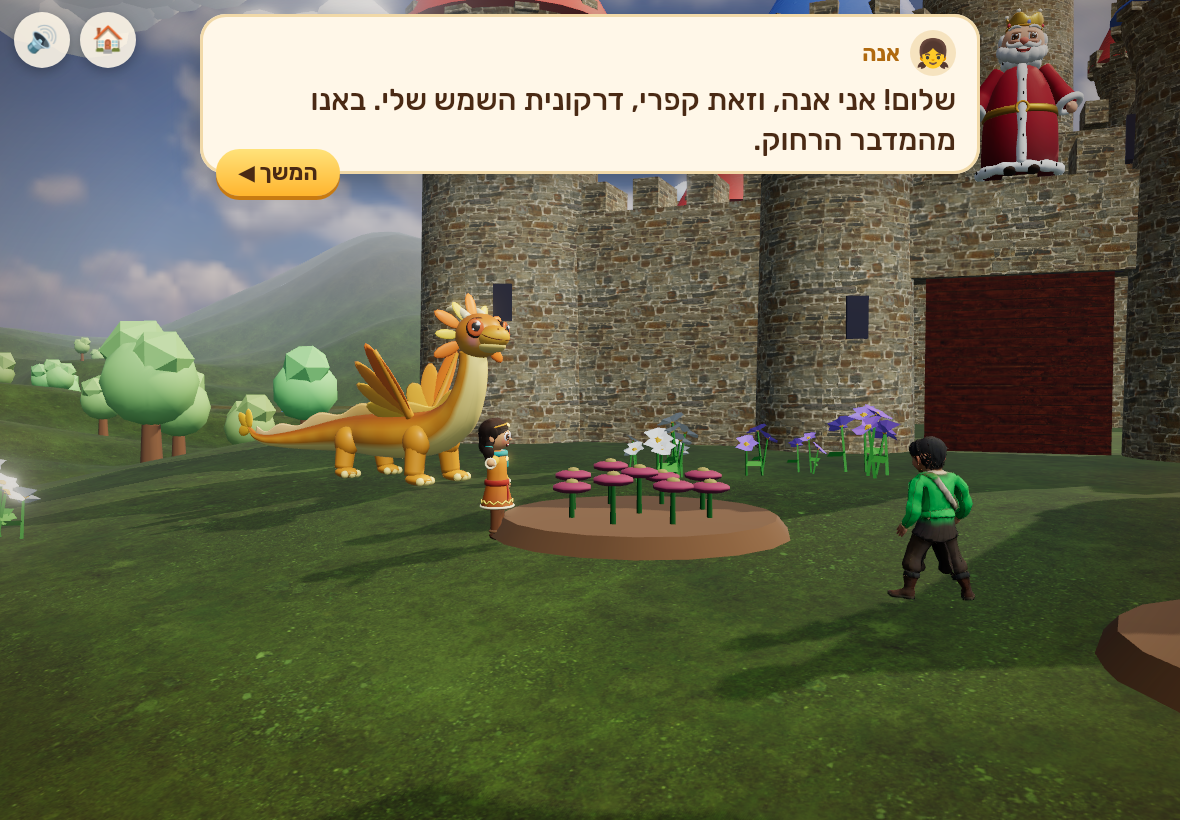 אנה
שלום! אני אנה, וזאת קפרי, דרקונית השמש שלי. באנו
מהמדבר הרחוק.
המשך ◀